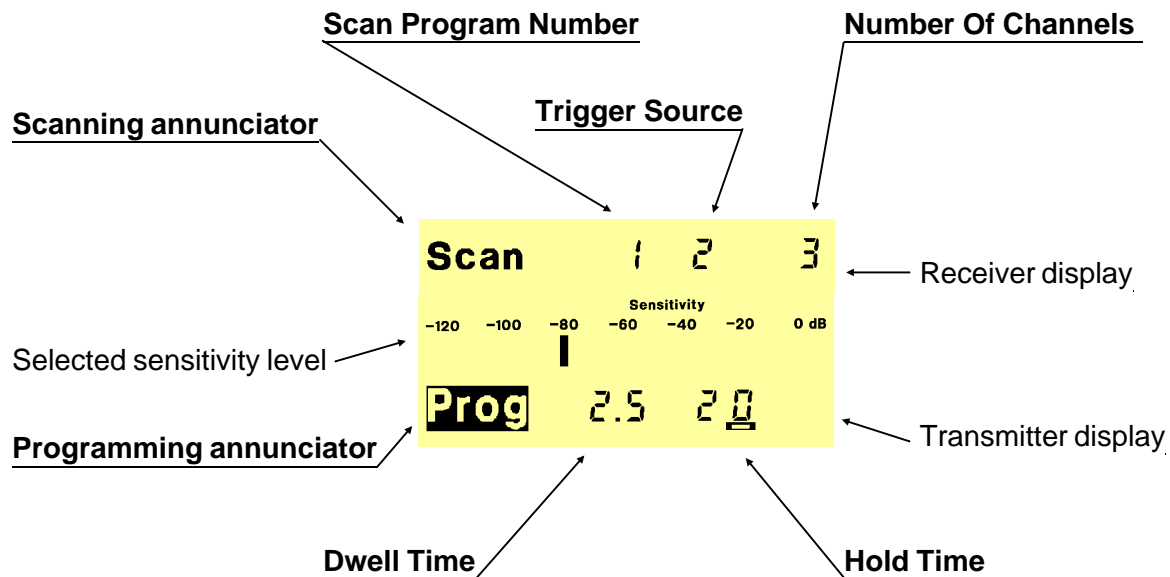 Scan Program Number
Number Of Channels
Trigger Source
Scanning annunciator
Scan 1 2 3
Receiver display
Sensitivity
-120 -100 -80 -60 -40 -20 0 dB
Selected sensitivity level
Prog 2.5 20
Transmitter display
Programming annunciator
Dwell Time
Hold Time